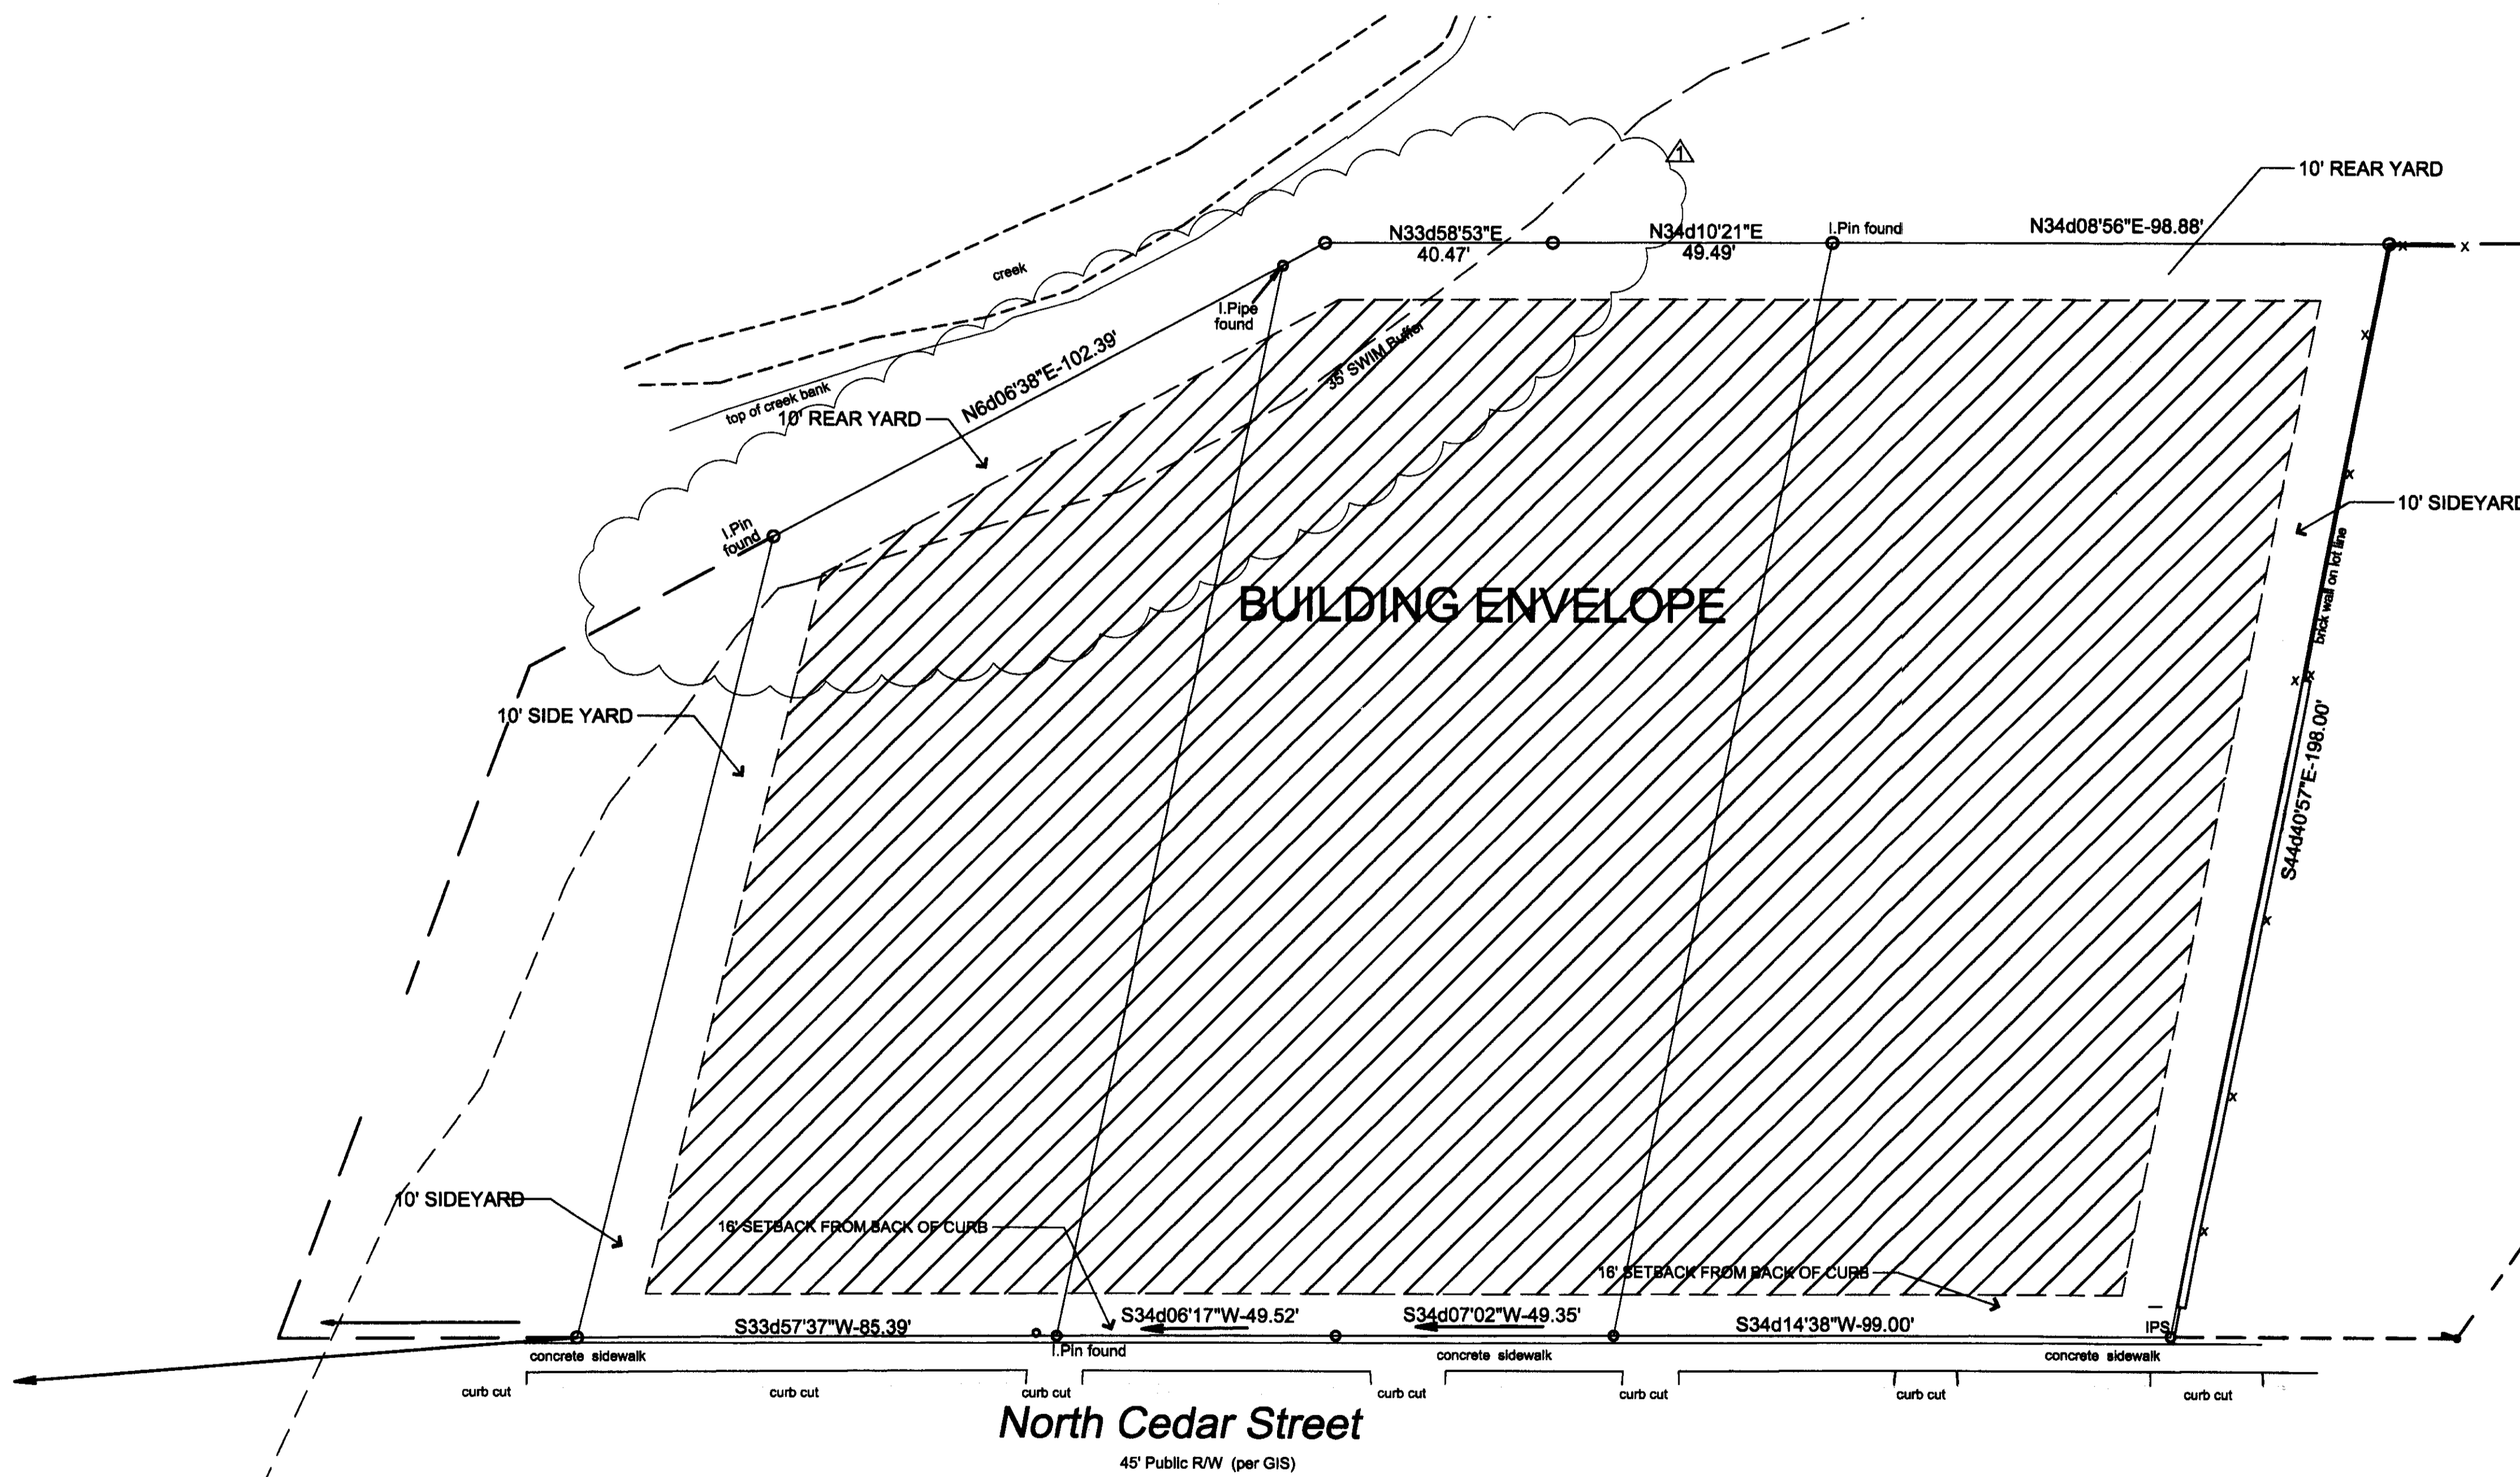 1
10' REAR YARD
N33d58'53"E
40.47'
N34d10'21"E
49.49'
I.Pin found
N34d08'56"E-98.88'
creek
I.Pipe
found
35' SWIM Buffer
N6d06'38"E-102.39'
top of creek bank
10' REAR YARD
I.Pin
found
10' SIDEYARD
brick wall on lot line
BUILDING ENVELOPE
10' SIDE YARD
S44d40'57"E-198.00'
10' SIDEYARD
16' SETBACK FROM BACK OF CURB
16' SETBACK FROM BACK OF CURB
S33d57'37"W-85.39'
S34d06'17"W-49.52'
S34d07'02"W-49.35'
S34d14'38"W-99.00'
IPS
concrete sidewalk
I.Pin found
concrete sidewalk
concrete sidewalk
curb cut
curb cut
curb cut
curb cut
curb cut
curb cut
curb cut
North Cedar Street
45' Public R/W (per GIS)